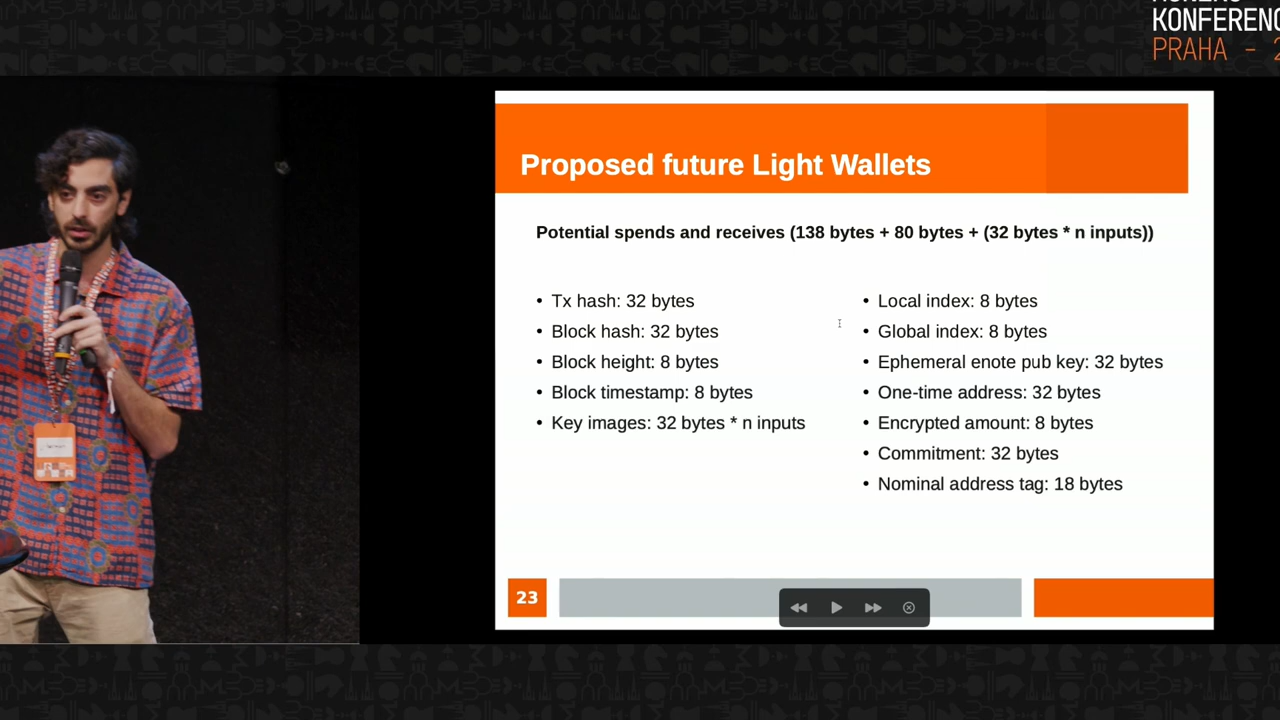 KONFERENC
PRAHA - 2
Proposed future Light Wallets
Potential spends and receives (138 bytes + 80 bytes + (32 bytes * n inputs))
• Tx hash: 32 bytes
• Block hash: 32 bytes
• Block height: 8 bytes
• Block timestamp: 8 bytes
• Key images: 32 bytes * n inputs
• Local index: 8 bytes
• Global index: 8 bytes
• Ephemeral enote pub key: 32 bytes
• One-time address: 32 bytes
• Encrypted amount: 8 bytes
• Commitment: 32 bytes
• Nominal address tag: 18 bytes
23